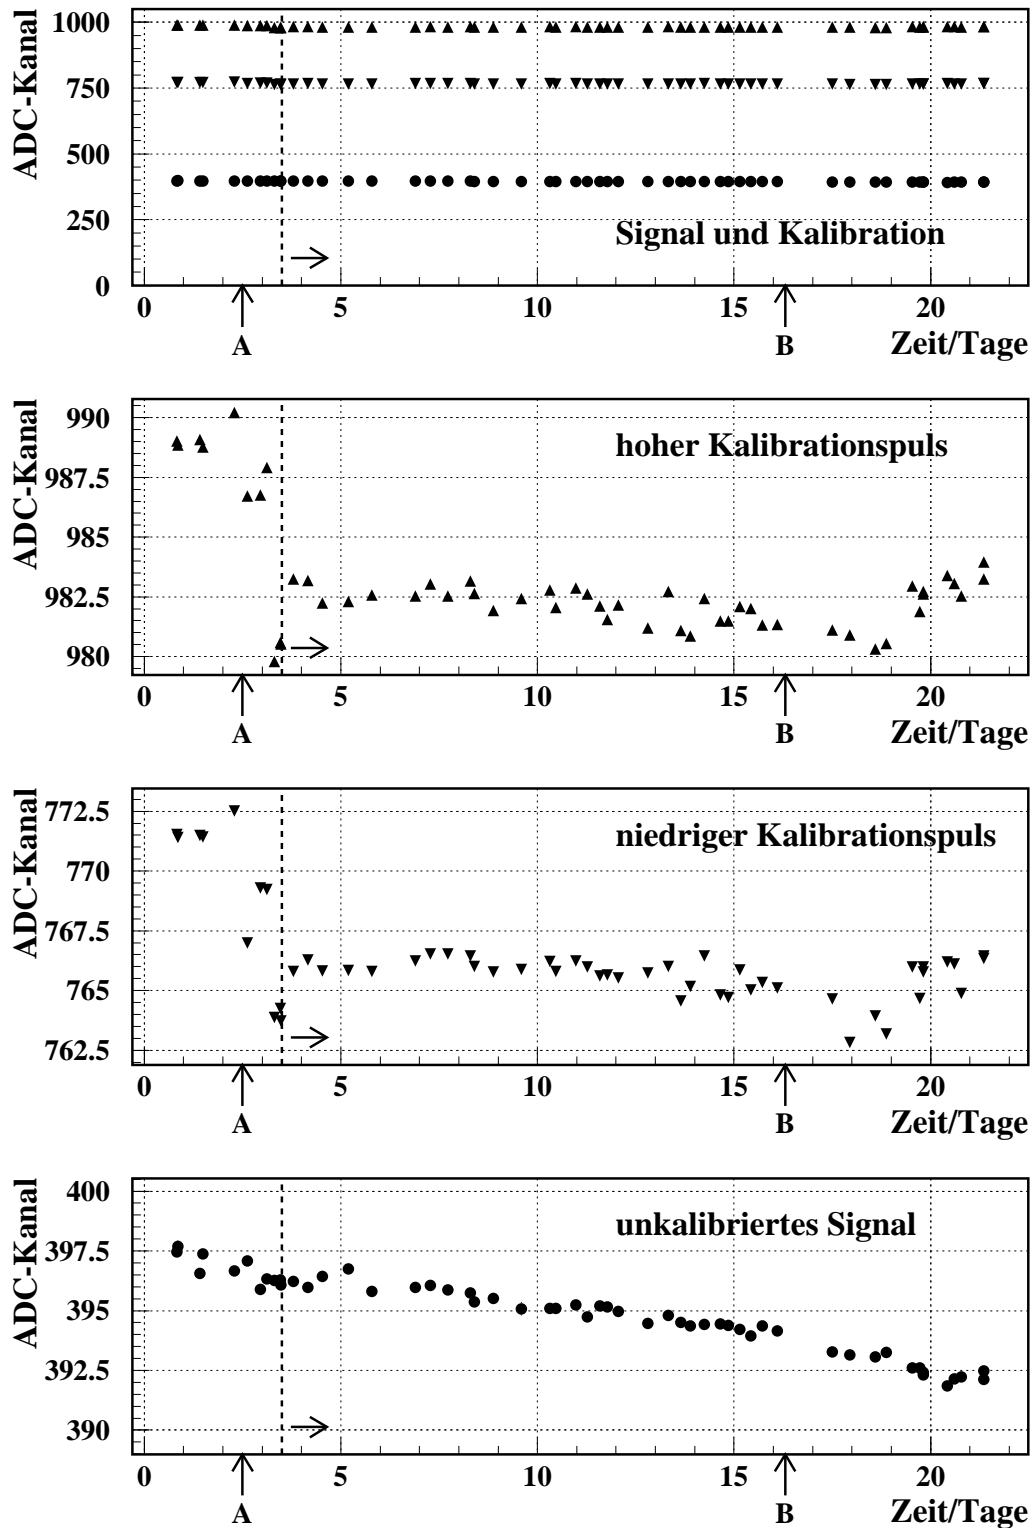 ADC-Kanal
1000
750
500
250
0
Signal und Kalibration
0 5 10 15 20
A B
Zeit/Tage
ADC-Kanal
990
987.5
985
982.5
980
hoher Kalibrationspuls
0 5 10 15 20
A B
Zeit/Tage
ADC-Kanal
772.5
770
767.5
765
762.5
niedriger Kalibrationspuls
0 5 10 15 20
A B
Zeit/Tage
ADC-Kanal
400
397.5
395
392.5
390
unkalibriertes Signal
0 5 10 15 20
A B
Zeit/Tage